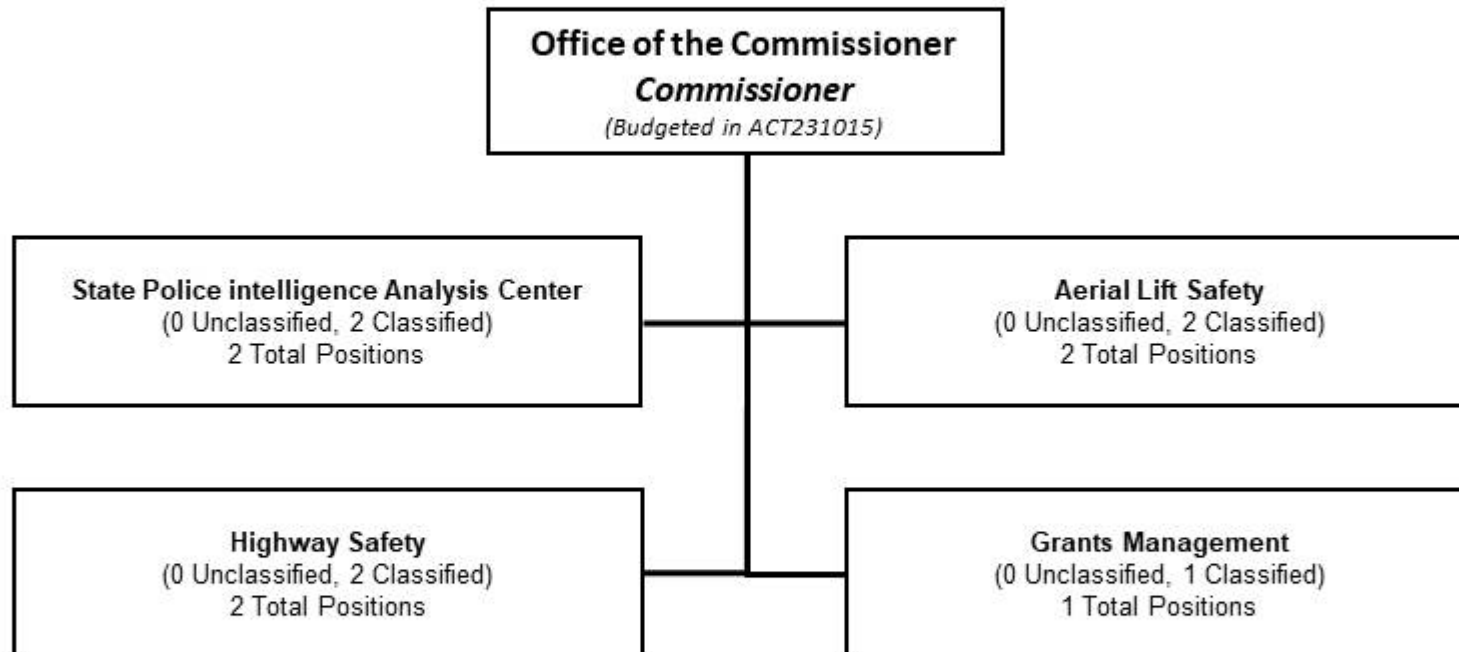 Office of the Commissioner
Commissioner
(Budgeted in ACT231015)
State Police intelligence Analysis Center
(0 Unclassified, 2 Classified)
2 Total Positions
Aerial Lift Safety
(0 Unclassified, 2 Classified)
2 Total Positions
Highway Safety
(0 Unclassified, 2 Classified)
2 Total Positions
Grants Management
(0 Unclassified, 1 Classified)
1 Total Positions